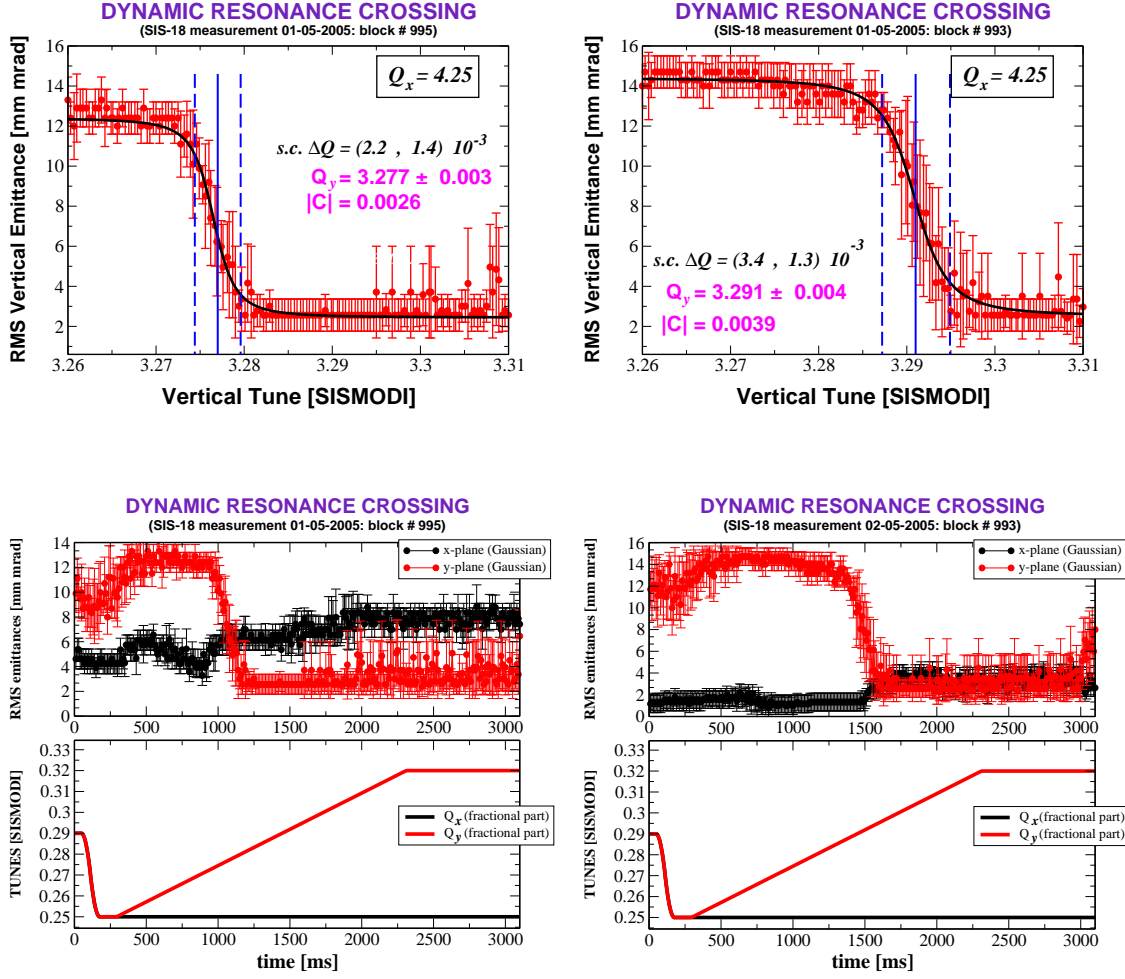 DYNAMIC RESONANCE CROSSING
(SIS-18 measurement 01-05-2005: block # 995)
RMS Vertical Emittance [mm mrad]
16
14
12
10
8
6
4
2
Q_x = 4.25
s.c. ΔQ = (2.2 , 1.4) 10^-3
Q_y = 3.277 ± 0.003
|C| = 0.0026
3.26 3.27 3.28 3.29 3.3 3.31
Vertical Tune [SISMODI]
DYNAMIC RESONANCE CROSSING
(SIS-18 measurement 01-05-2005: block # 993)
RMS Vertical Emittance [mm mrad]
16
14
12
10
8
6
4
2
Q_x = 4.25
s.c. ΔQ = (3.4 , 1.3) 10^-3
Q_y = 3.291 ± 0.004
|C| = 0.0039
3.26 3.27 3.28 3.29 3.3 3.31
Vertical Tune [SISMODI]
DYNAMIC RESONANCE CROSSING
(SIS-18 measurement 01-05-2005: block # 995)
RMS emittances [mm mrad]
14
12
10
8
6
4
2
0
x-plane (Gaussian)
y-plane (Gaussian)
0 500 1000 1500 2000 2500 3000
TUNES [SISMODI]
0.33
0.32
0.31
0.3
0.29
0.28
0.27
0.26
0.25
Q_x (fractional part)
Q_y (fractional part)
0 500 1000 1500 2000 2500 3000
time [ms]
DYNAMIC RESONANCE CROSSING
(SIS-18 measurement 02-05-2005: block # 993)
RMS emittances [mm mrad]
16
14
12
10
8
6
4
2
0
x-plane (Gaussian)
y-plane (Gaussian)
0 500 1000 1500 2000 2500 3000
TUNES [SISMODI]
0.33
0.32
0.31
0.3
0.29
0.28
0.27
0.26
0.25
Q_x (fractional part)
Q_y (fractional part)
0 500 1000 1500 2000 2500 3000
time [ms]